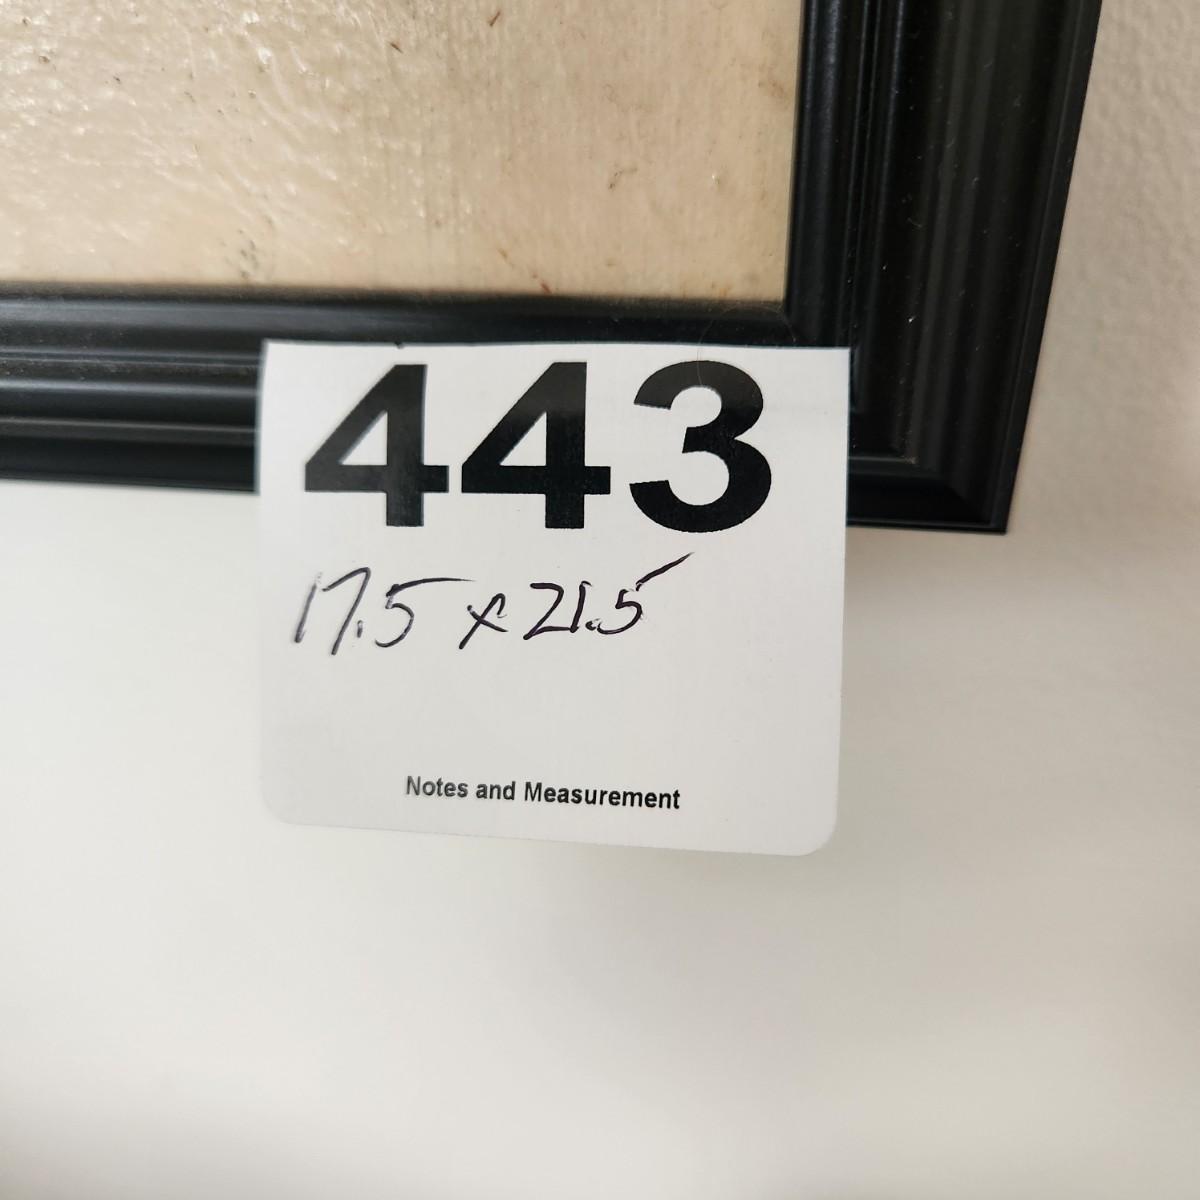 443
17.5 x 21.5
Notes and Measurement